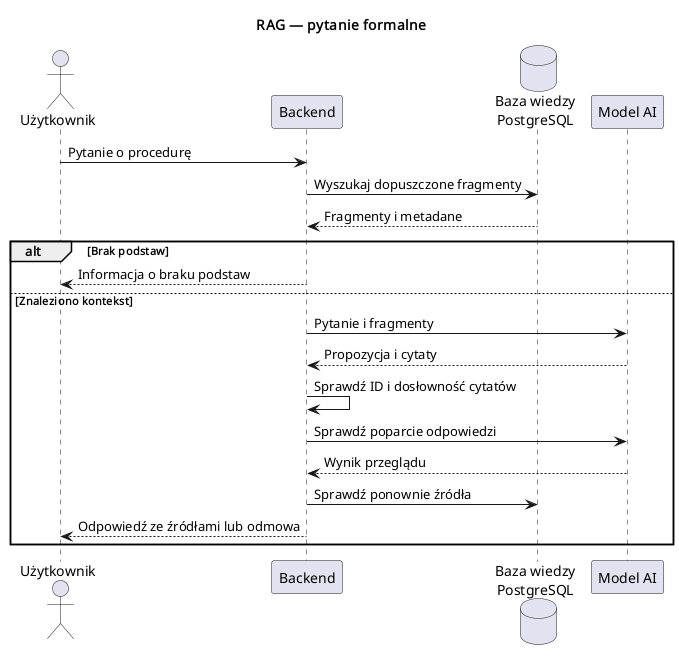 RAG — pytanie formalne
Użytkownik
Backend
Baza wiedzy
PostgreSQL
Model AI
Pytanie o procedurę
Wyszukaj dopuszczone fragmenty
Fragmenty i metadane
alt [Brak podstaw]
Informacja o braku podstaw
[Znaleziono kontekst]
Pytanie i fragmenty
Propozycja i cytaty
Sprawdź ID i dosłowność cytatów
Sprawdź poparcie odpowiedzi
Wynik przeglądu
Sprawdź ponownie źródła
Odpowiedź ze źródłami lub odmowa
Użytkownik
Backend
Baza wiedzy
PostgreSQL
Model AI